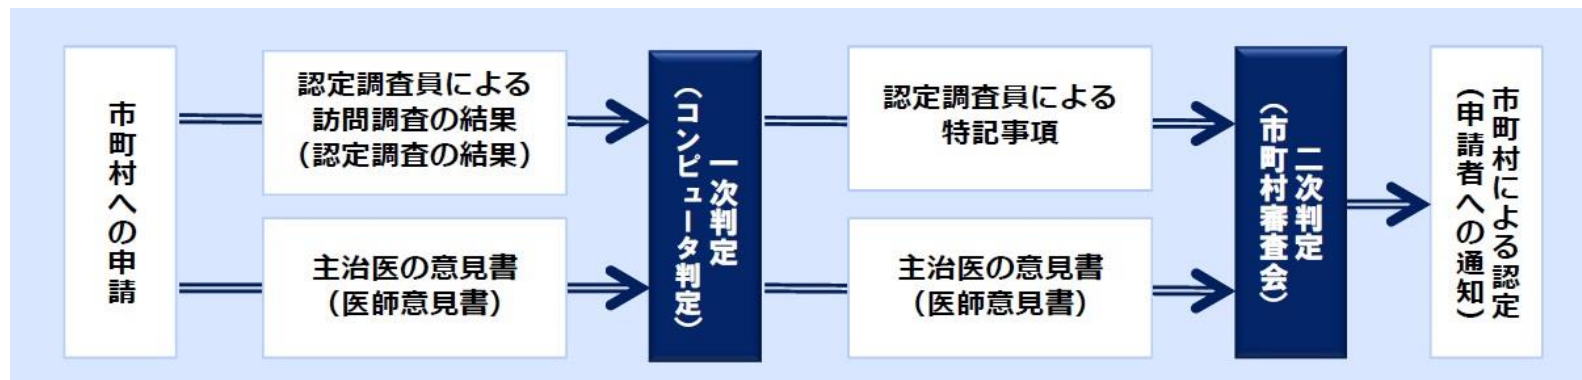 市町村への申請
認定調査員による
訪問調査の結果
（認定調査の結果）
主治医の意見書
（医師意見書）
一次判定
（コンピュータ判定）
認定調査員による
特記事項
主治医の意見書
（医師意見書）
二次判定
（市町村審査会）
市町村による認定
（申請者への通知）